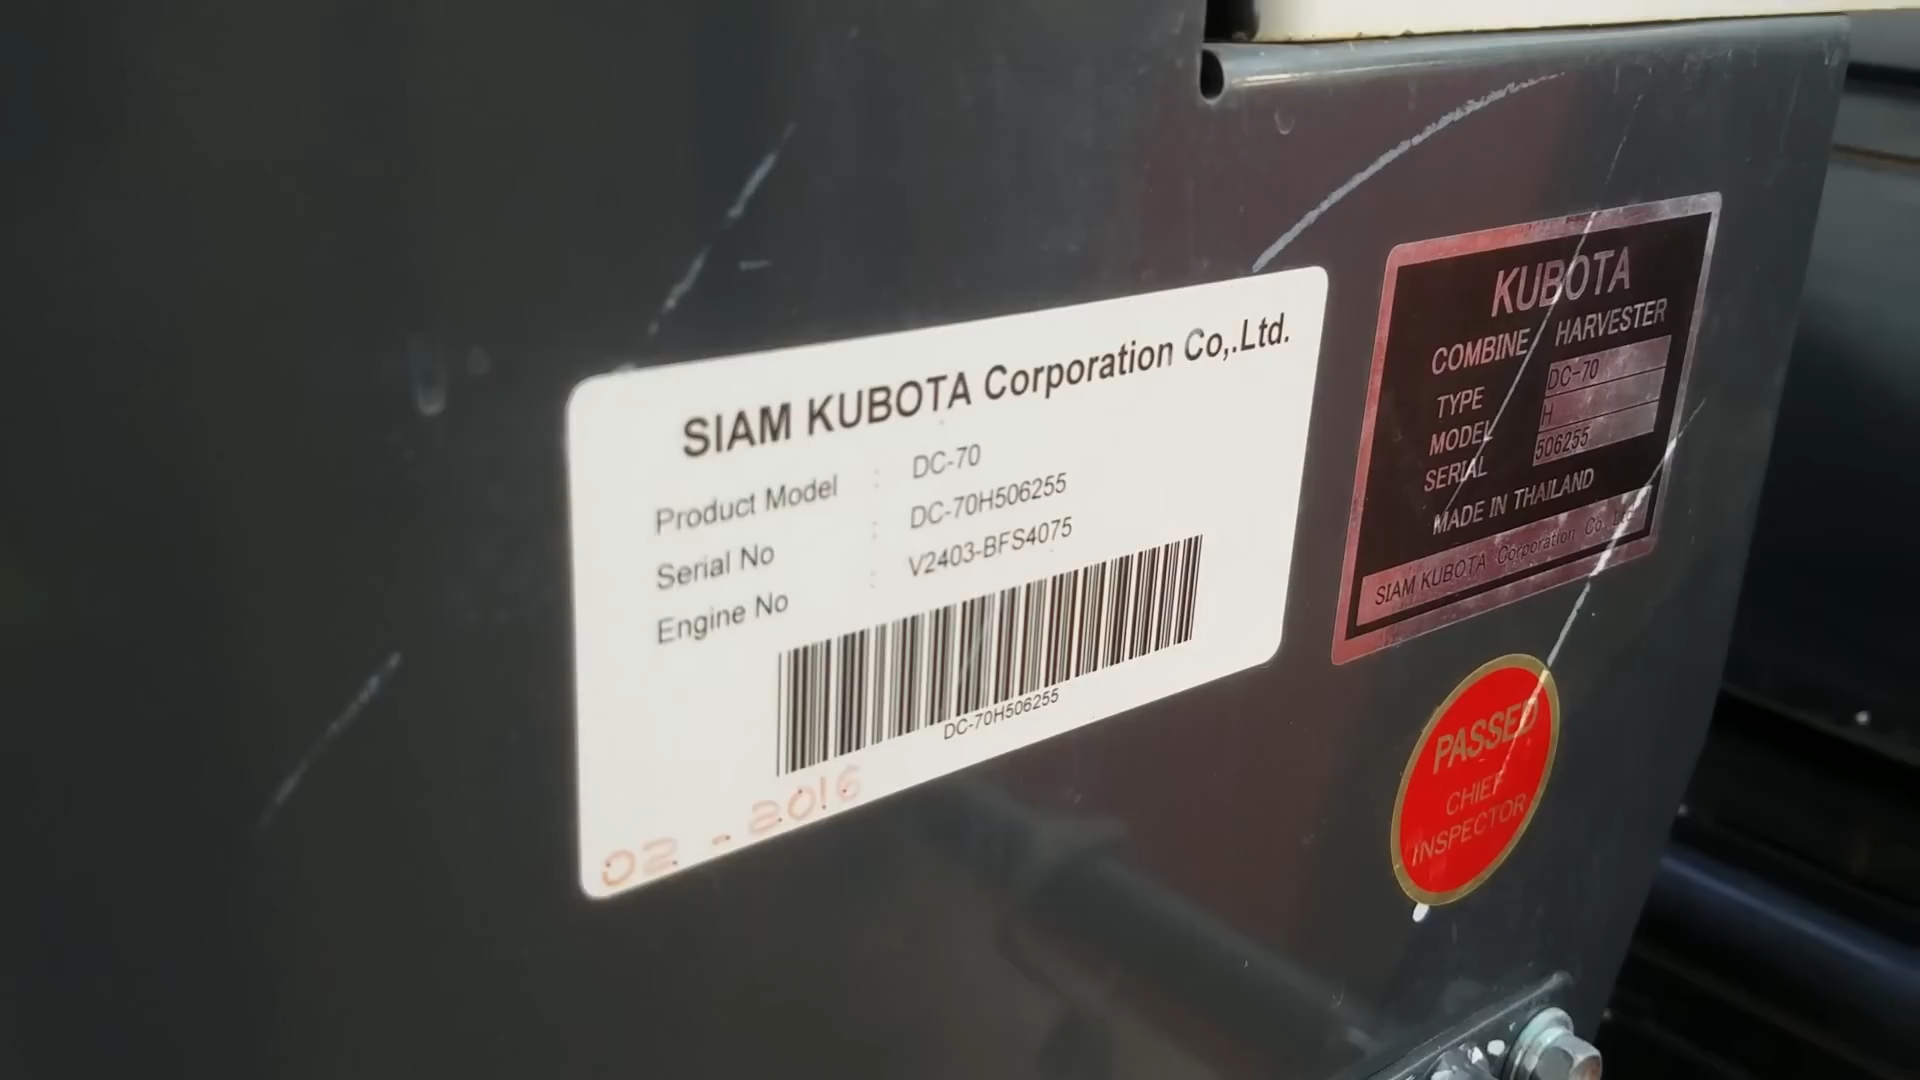 SIAM KUBOTA Corporation Co,.Ltd.
Product Model : DC-70
Serial No : DC-70H506255
Engine No : V2403-BFS4075
DC-70H506255
02 - 2016
KUBOTA
COMBINE HARVESTER
TYPE DC-70
MODEL H
SERIAL 506255
MADE IN THAILAND
SIAM KUBOTA Corporation Co., Ltd.
PASSED
CHIEF
INSPECTOR